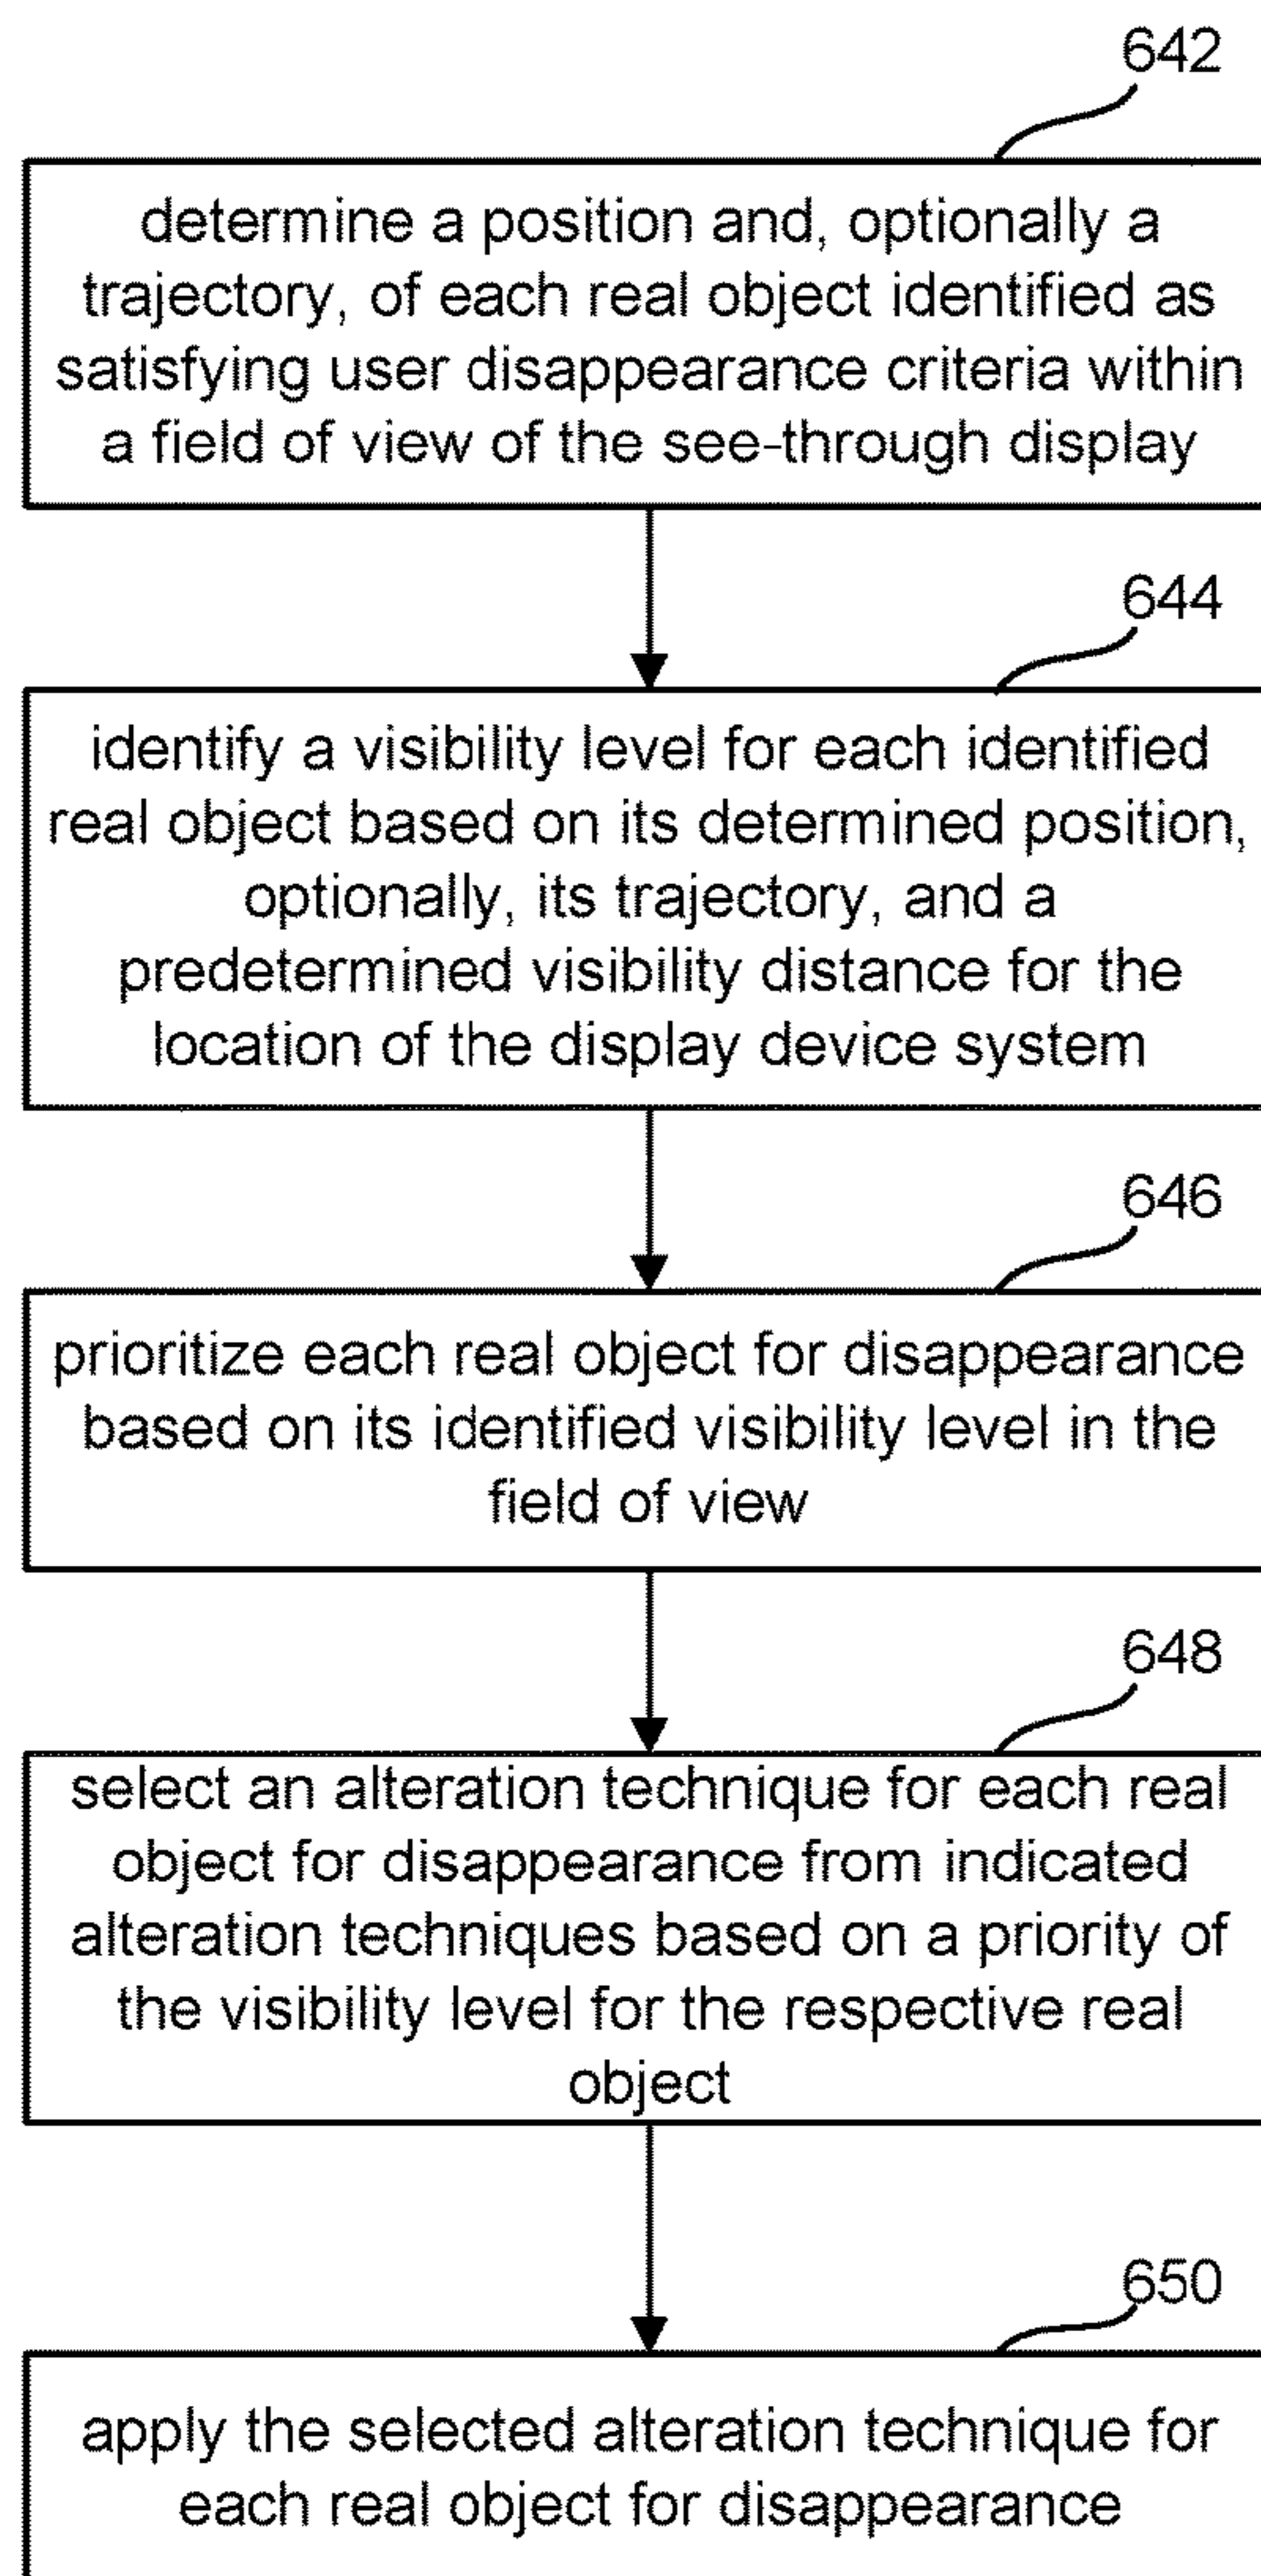 642
determine a position and, optionally a
trajectory, of each real object identified as
satisfying user disappearance criteria within
a field of view of the see-through display
644
identify a visibility level for each identified
real object based on its determined position,
optionally, its trajectory, and a
predetermined visibility distance for the
location of the display device system
646
prioritize each real object for disappearance
based on its identified visibility level in the
field of view
648
select an alteration technique for each real
object for disappearance from indicated
alteration techniques based on a priority of
the visibility level for the respective real
object
650
apply the selected alteration technique for
each real object for disappearance